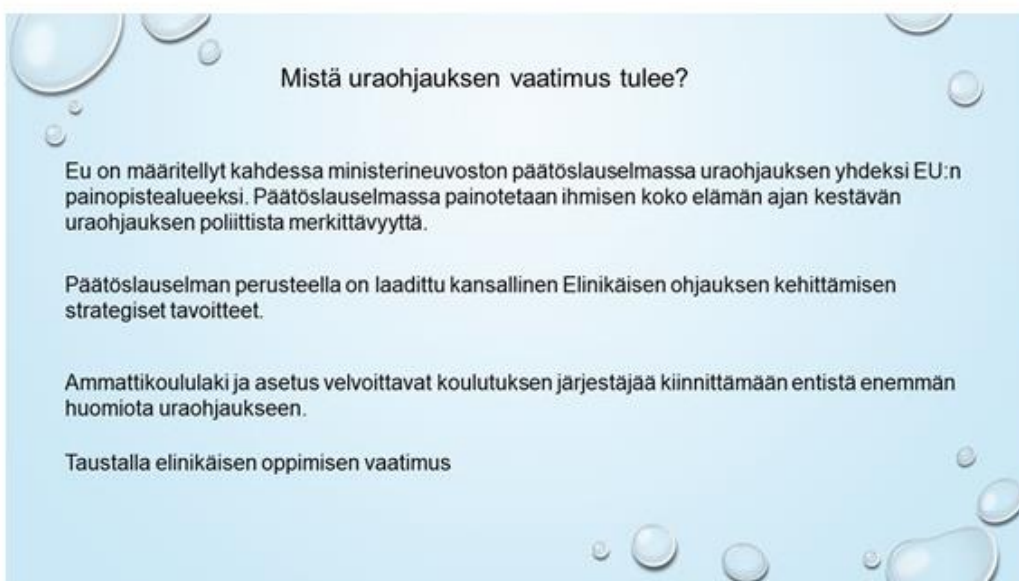 Mistä uraohjauksen vaatimus tulee?
Eu on määritellyt kahdessa ministerineuvoston päätöslauselmassa uraohjauksen yhdeksi EU:n
painopistealueeksi. Päätöslauselmassa painotetaan ihmisen koko elämän ajan kestävän
uraohjauksen poliittista merkittävyyttä.
Päätöslauselman perusteella on laadittu kansallinen Elinikäisen ohjauksen kehittämisen
strategiset tavoitteet.
Ammattikoululaki ja asetus velvoittavat koulutuksen järjestäjää kiinnittämään entistä enemmän
huomiota uraohjaukseen.
Taustalla elinikäisen oppimisen vaatimus